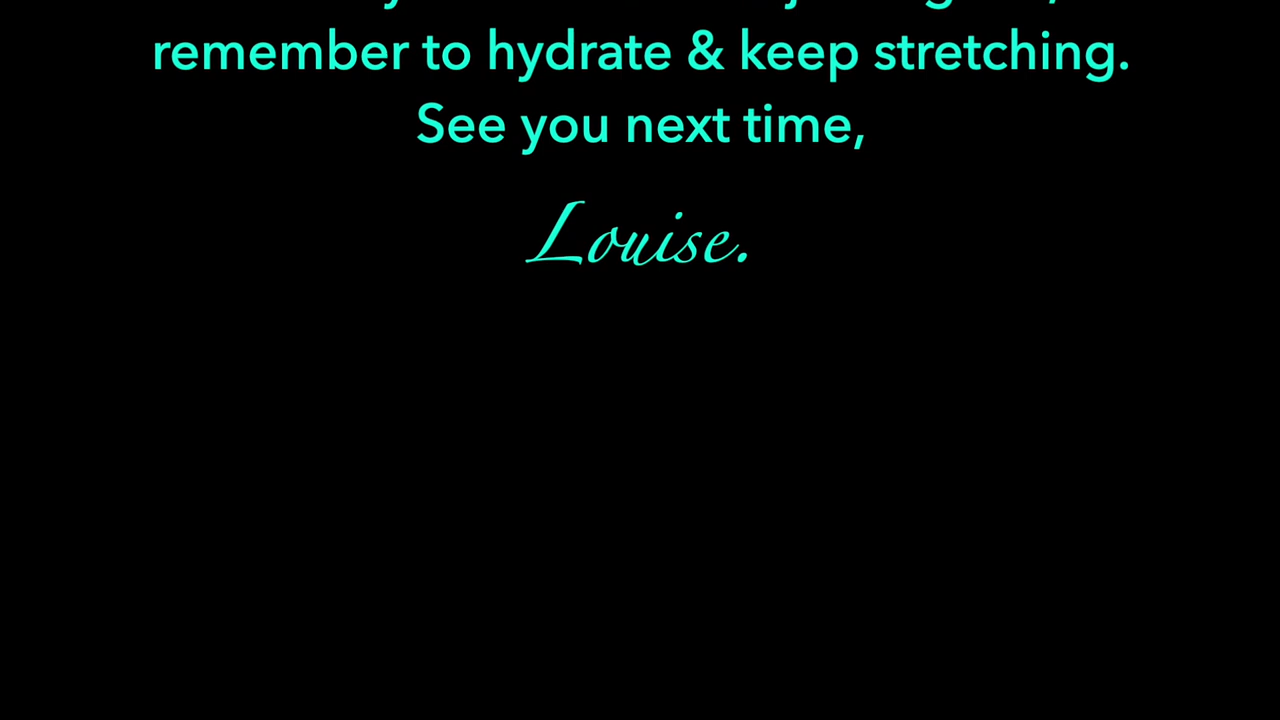 remember to hydrate & keep stretching.
See you next time,
Louise.